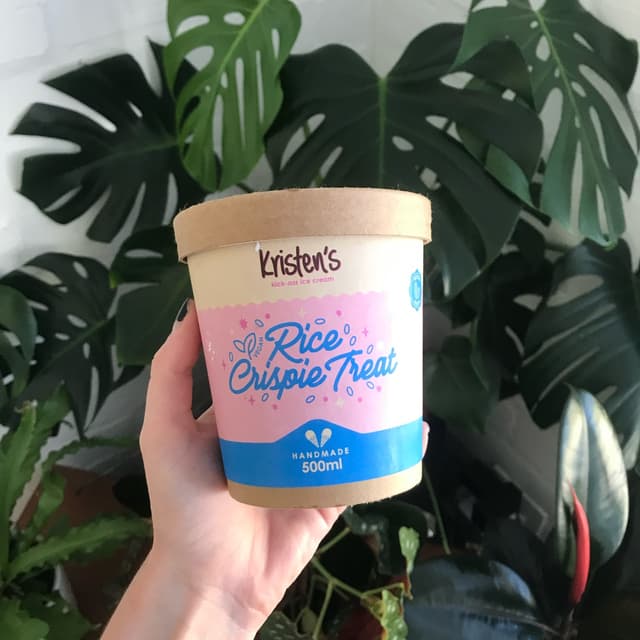 Kristen's
kick-ass ice cream
VEGAN
Rice
Crispie Treat
HANDMADE
500ml